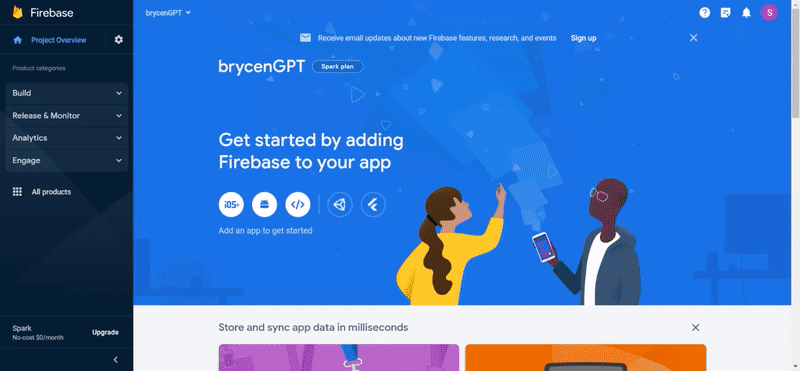 Firebase
Project Overview
Product categories
Build
Release & Monitor
Analytics
Engage
All products
Spark
No-cost $0/month
Upgrade
brycenGPT
S
Receive email updates about new Firebase features, research, and events
Sign up
brycenGPT
Spark plan
Get started by adding
Firebase to your app
iOS+
</>
Add an app to get started
Store and sync app data in milliseconds